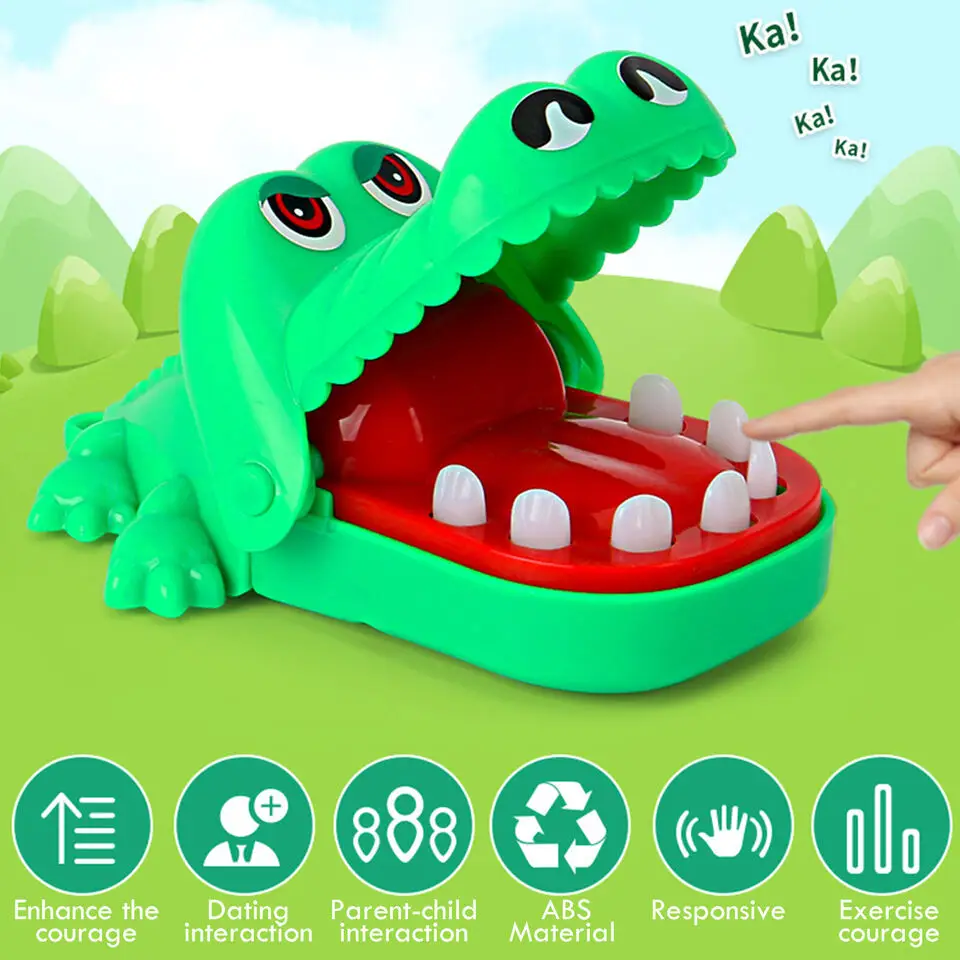 Ka!
Ka!
Ka!
Ka!
Enhance the
courage
Dating
interaction
Parent-child
interaction
ABS
Material
Responsive
Exercise
courage